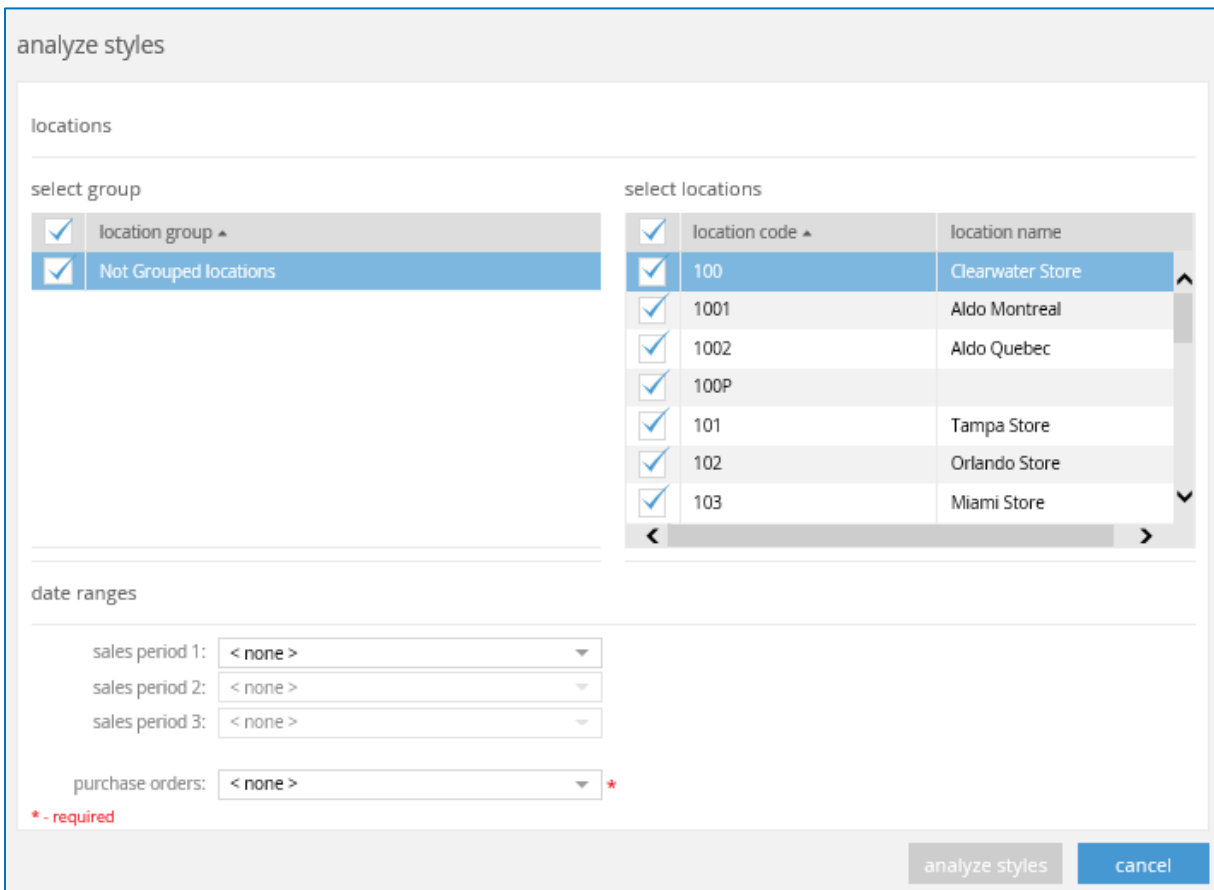 analyze styles
locations
select group
select locations
location group
location code
location name
Not Grouped locations
100 Clearwater Store
1001 Aldo Montreal
1002 Aldo Quebec
100P
101 Tampa Store
102 Orlando Store
103 Miami Store
date ranges
sales period 1: < none >
sales period 2: < none >
sales period 3: < none >
purchase orders: < none > *
* - required
analyze styles
cancel